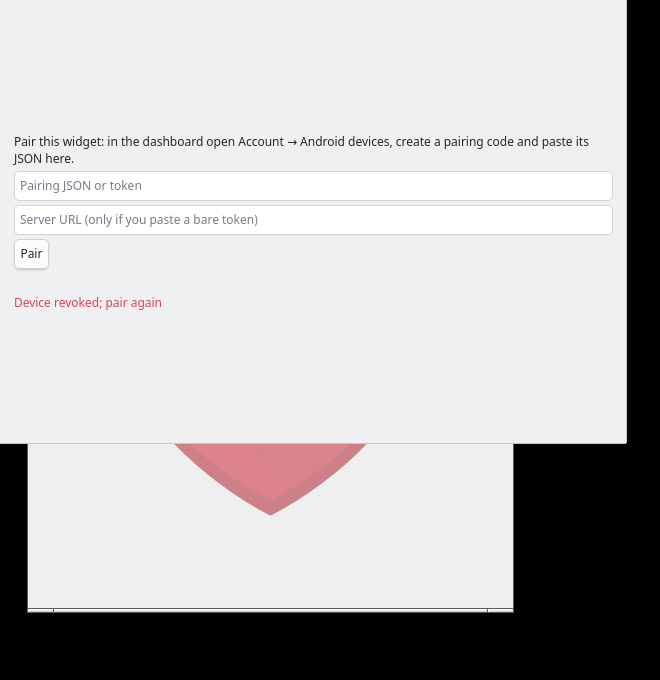 Pair this widget: in the dashboard open Account → Android devices, create a pairing code and paste its
JSON here.
Pairing JSON or token
Server URL (only if you paste a bare token)
Pair
Device revoked; pair again